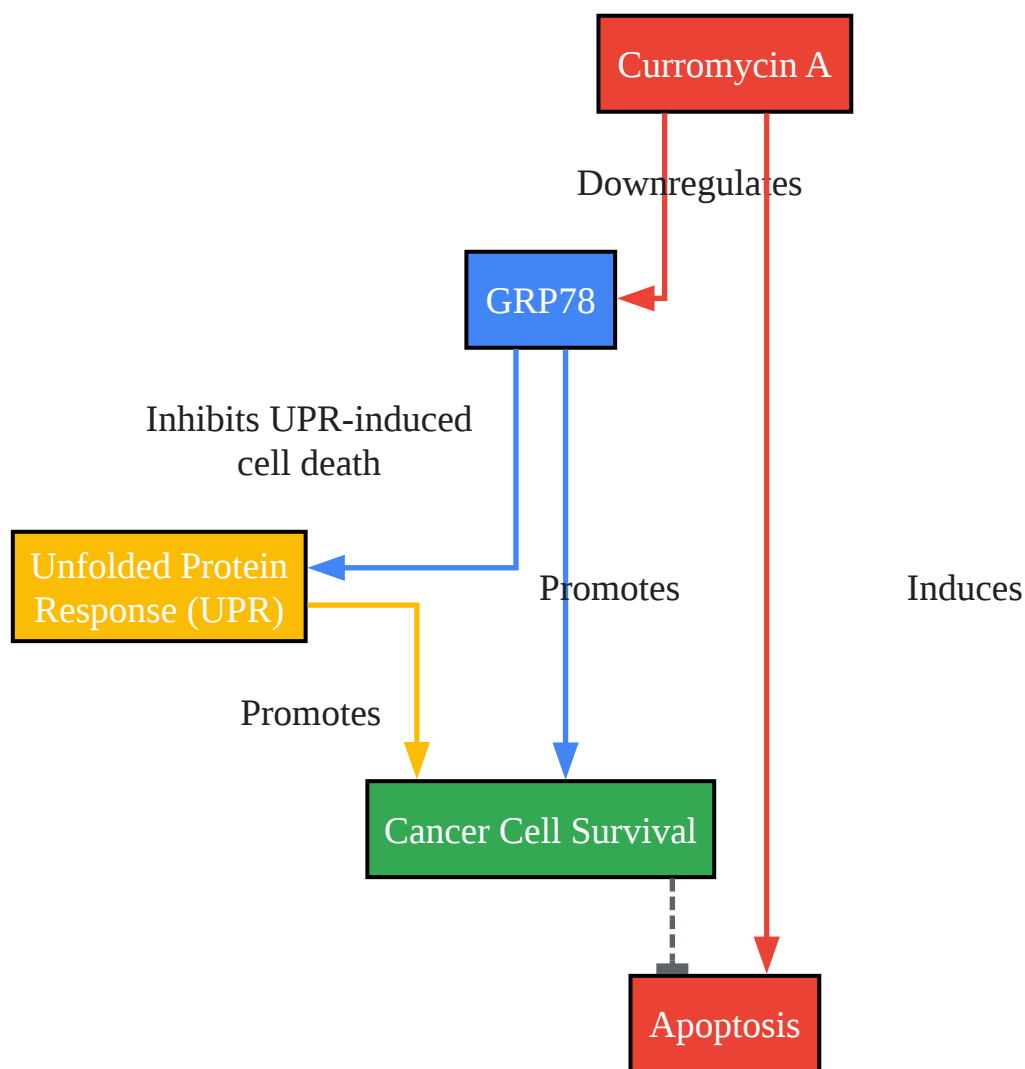 Curromycin A
Downregulates
GRP78
Inhibits UPR-induced
cell death
Unfolded Protein
Response (UPR)
Promotes
Induces
Promotes
Cancer Cell Survival
Apoptosis